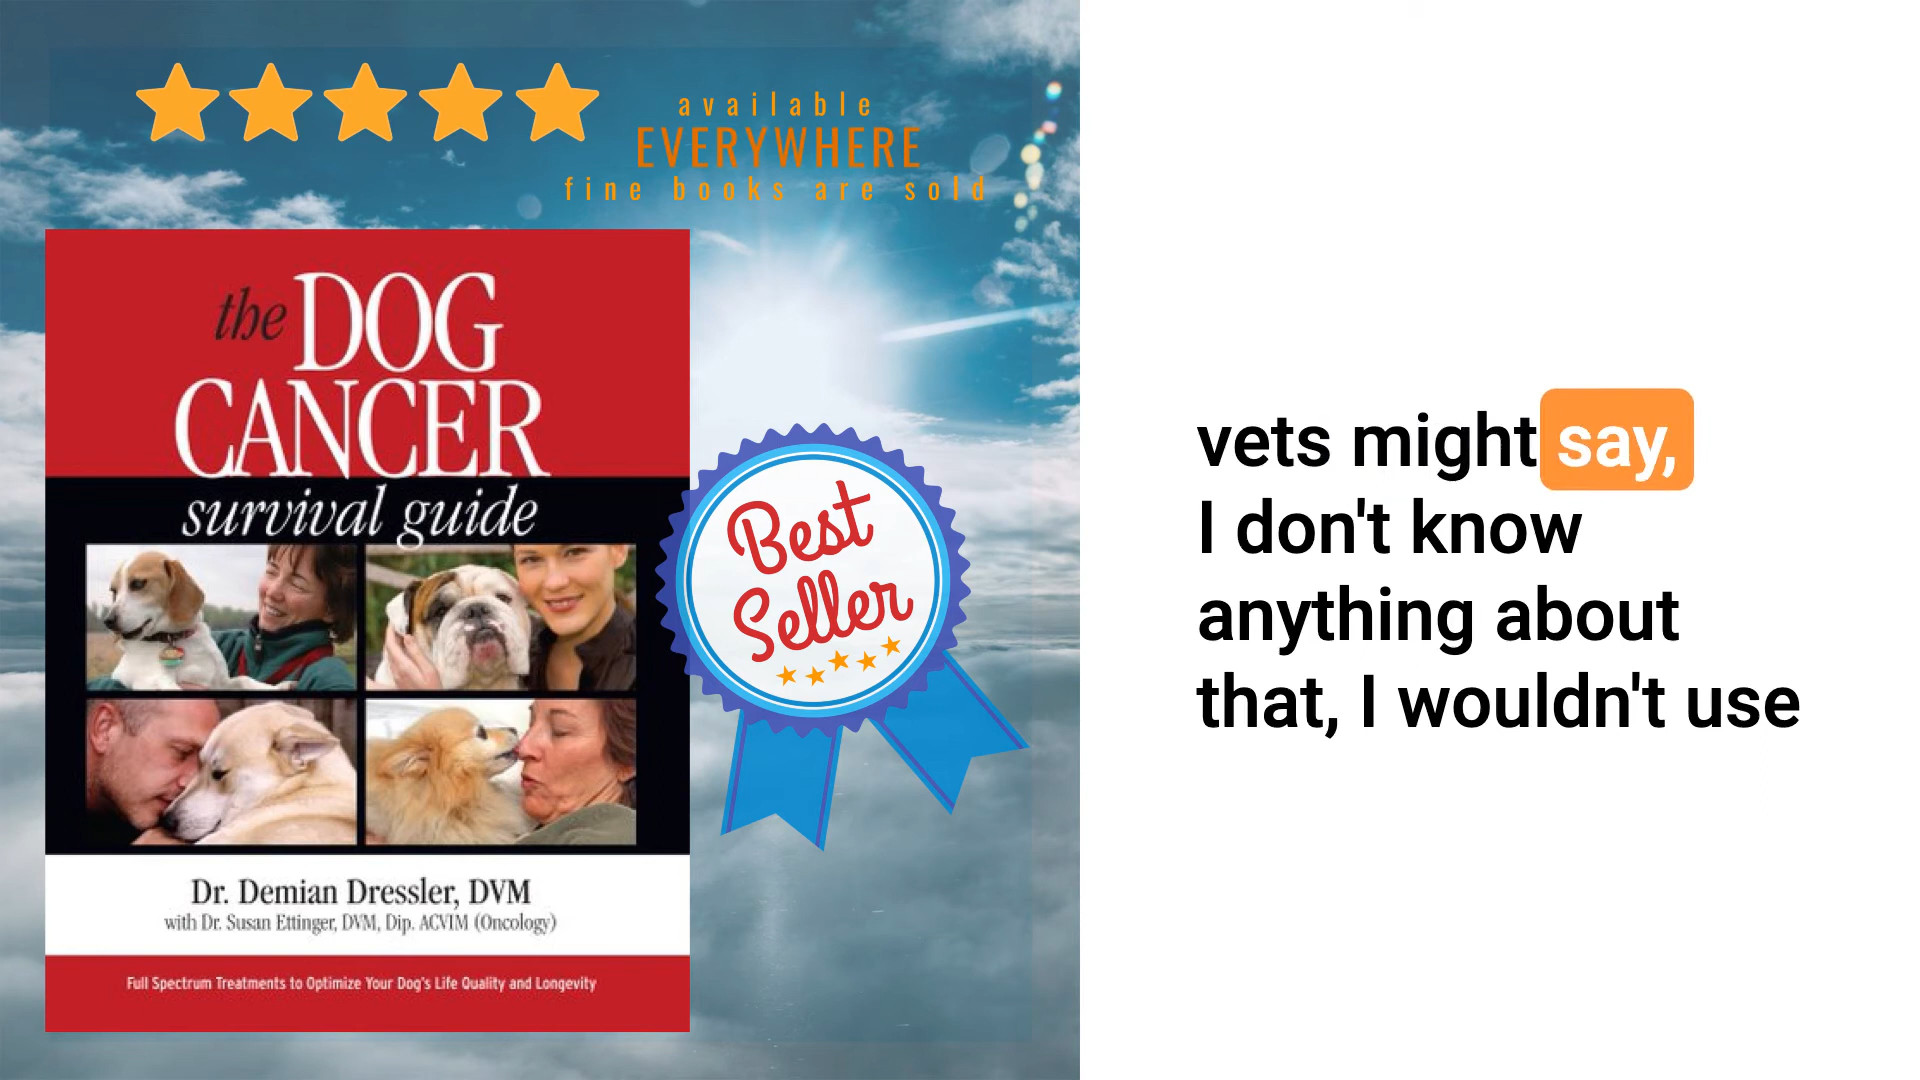 available
EVERYWHERE
fine books are sold
the DOG
CANCER
survival guide
Dr. Demian Dressler, DVM
with Dr. Susan Ettinger, DVM, Dip. ACVIM (Oncology)
Full Spectrum Treatments to Optimize Your Dog's Life Quality and Longevity
Best
Seller
vets might say,
I don't know
anything about
that, I wouldn't use